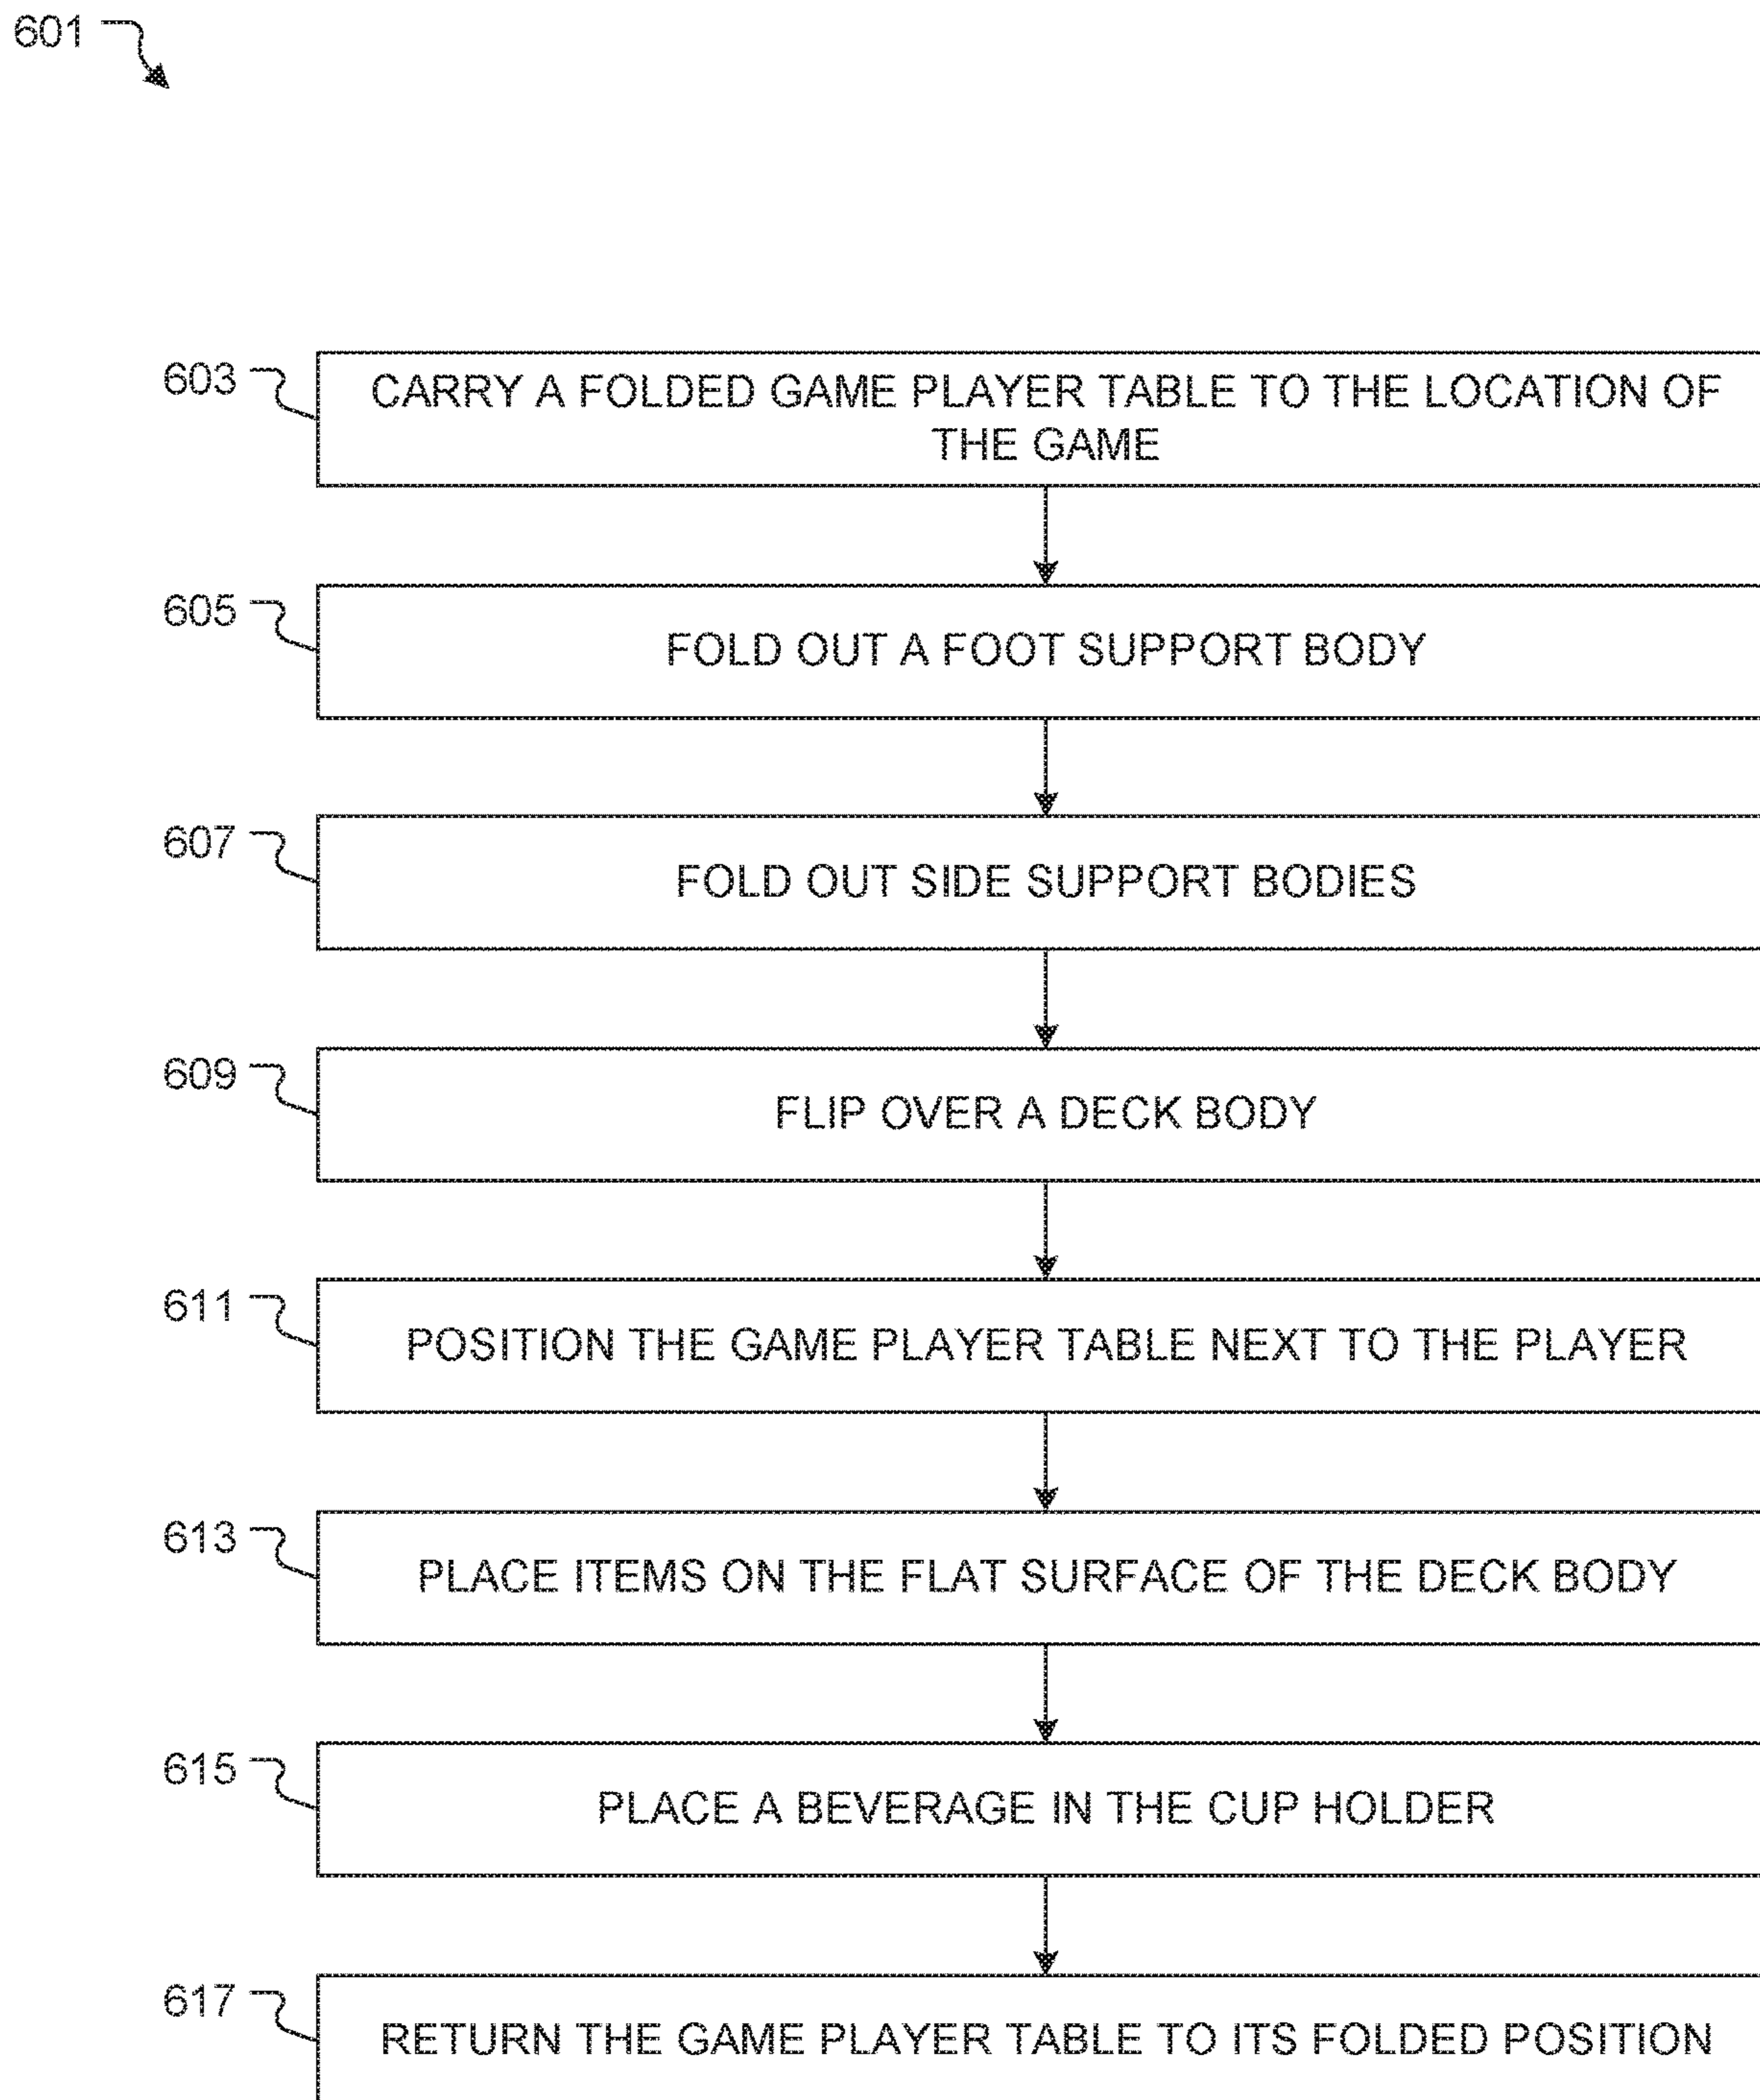 601
603
CARRY A FOLDED GAME PLAYER TABLE TO THE LOCATION OF
THE GAME
605
FOLD OUT A FOOT SUPPORT BODY
607
FOLD OUT SIDE SUPPORT BODIES
609
FLIP OVER A DECK BODY
611
POSITION THE GAME PLAYER TABLE NEXT TO THE PLAYER
613
PLACE ITEMS ON THE FLAT SURFACE OF THE DECK BODY
615
PLACE A BEVERAGE IN THE CUP HOLDER
617
RETURN THE GAME PLAYER TABLE TO ITS FOLDED POSITION